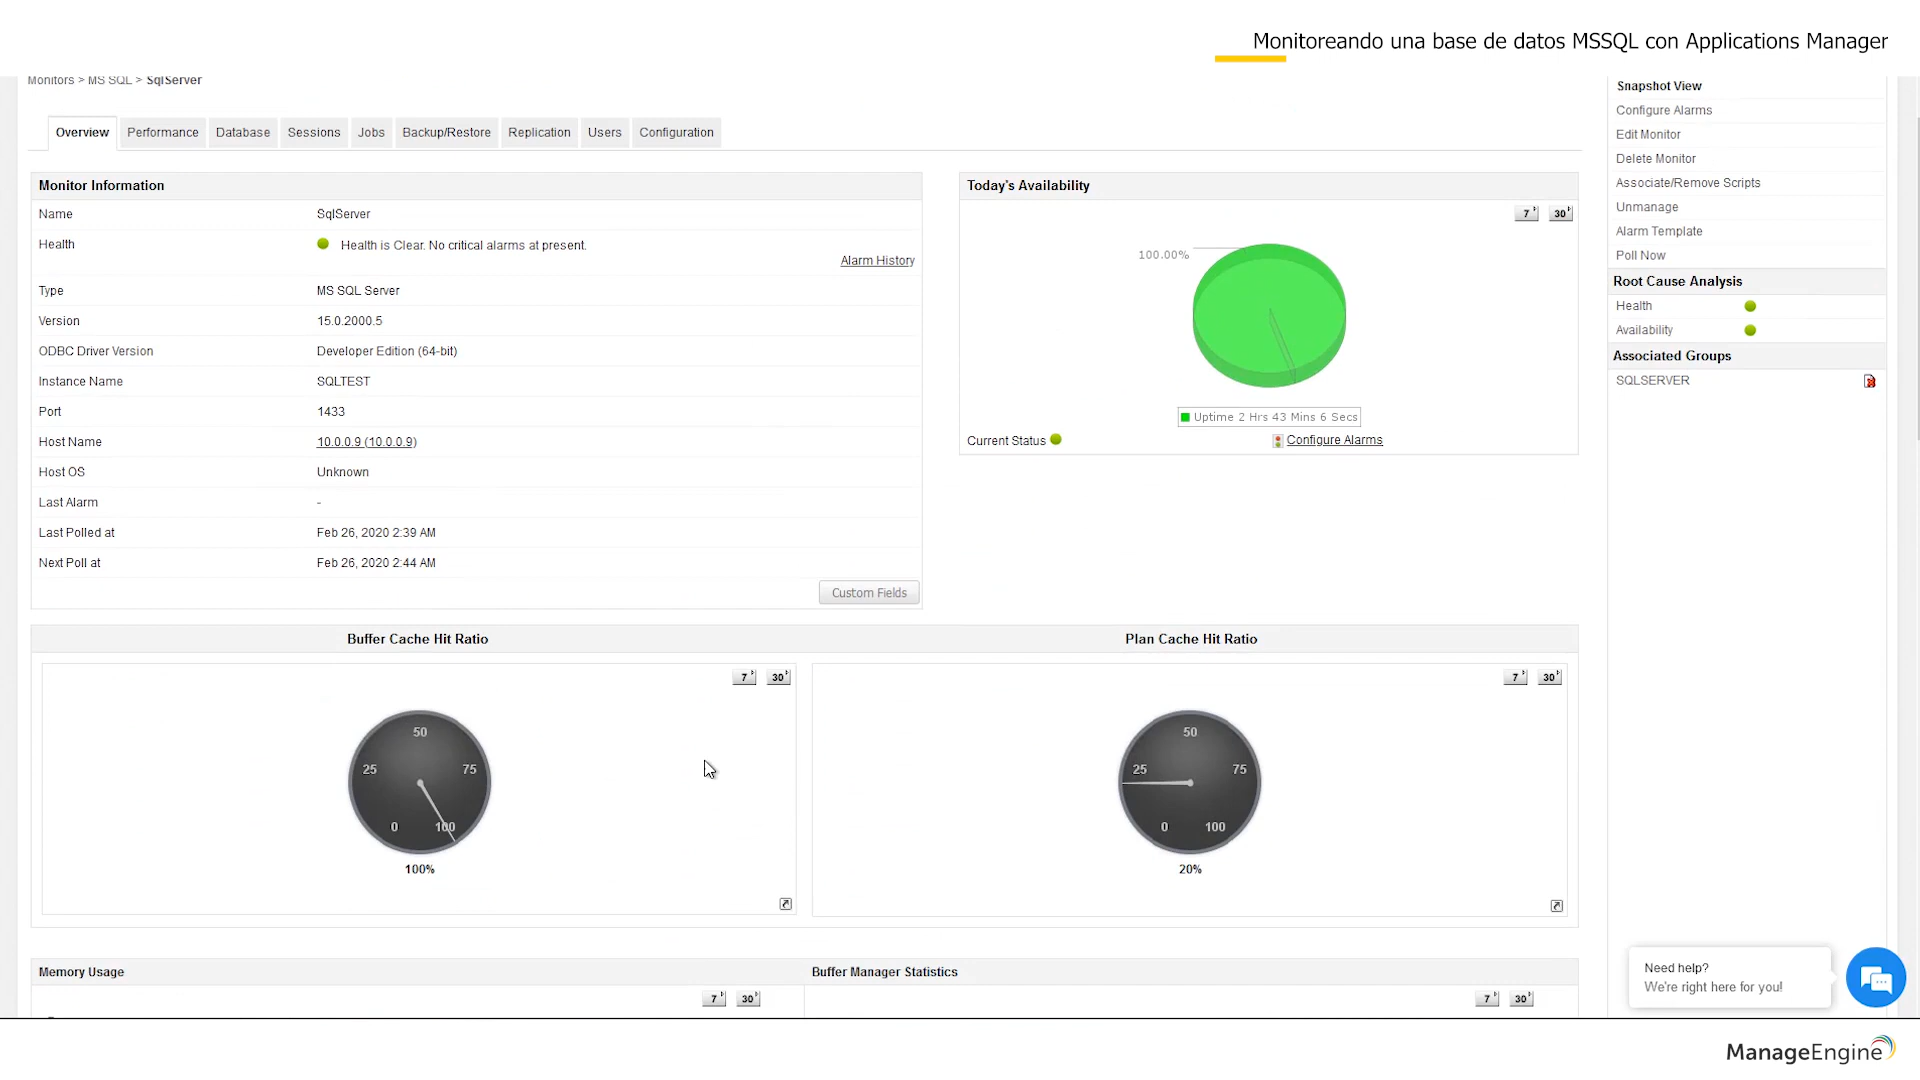 Monitoreando una base de datos MSSQL con Applications Manager
Monitors > MS SQL > SqlServer
Overview Performance Database Sessions Jobs Backup/Restore Replication Users Configuration
Monitor Information
Name SqlServer
Health Health is Clear. No critical alarms at present.
Alarm History
Type MS SQL Server
Version 15.0.2000.5
ODBC Driver Version Developer Edition (64-bit)
Instance Name SQLTEST
Port 1433
Host Name 10.0.0.9 (10.0.0.9)
Host OS Unknown
Last Alarm -
Last Polled at Feb 26, 2020 2:39 AM
Next Poll at Feb 26, 2020 2:44 AM
Custom Fields
Today's Availability
7 30
100.00%
Uptime 2 Hrs 43 Mins 6 Secs
Current Status Configure Alarms
Buffer Cache Hit Ratio
7 30
50
25 75
0 100
100%
Plan Cache Hit Ratio
7 30
50
25 75
0 100
20%
Memory Usage
7 30
Buffer Manager Statistics
7 30
Snapshot View
Configure Alarms
Edit Monitor
Delete Monitor
Associate/Remove Scripts
Unmanage
Alarm Template
Poll Now
Root Cause Analysis
Health
Availability
Associated Groups
SQLSERVER
Need help?
We're right here for you!
ManageEngine